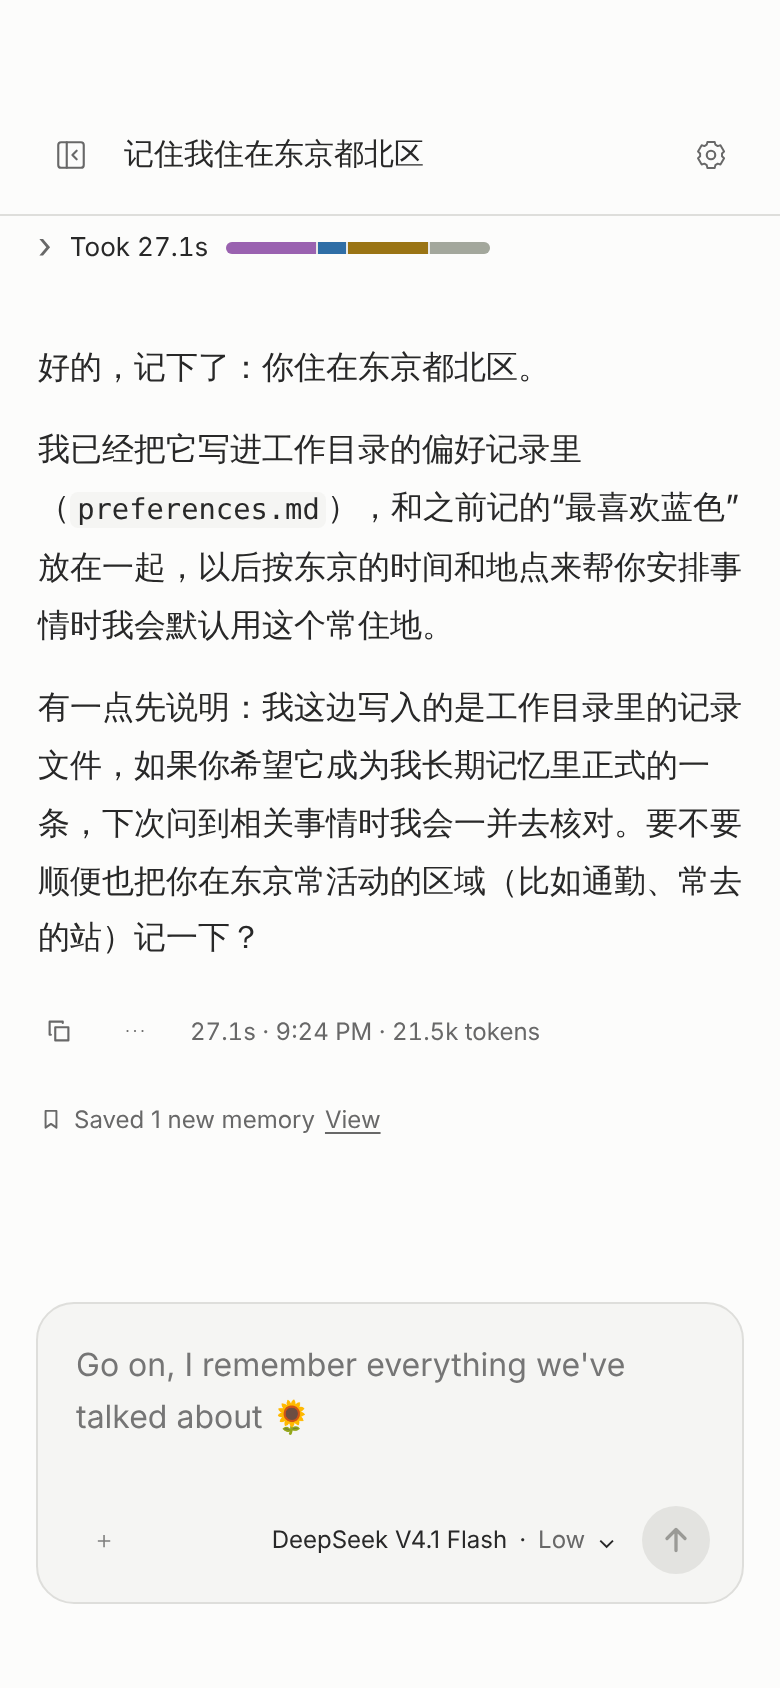 记住我住在东京都北区
Took 27.1s
好的，记下了：你住在东京都北区。
我已经把它写进工作目录的偏好记录里
（preferences.md），和之前记的“最喜欢蓝色”
放在一起，以后按东京的时间和地点来帮你安排事
情时我会默认用这个常住地。
有一点先说明：我这边写入的是工作目录里的记录
文件，如果你希望它成为我长期记忆里正式的一
条，下次问到相关事情时我会一并去核对。要不要
顺便也把你在东京常活动的区域（比如通勤、常去
的站）记一下？
27.1s · 9:24 PM · 21.5k tokens
Saved 1 new memory View
Go on, I remember everything we've
talked about 🌻
DeepSeek V4.1 Flash · Low